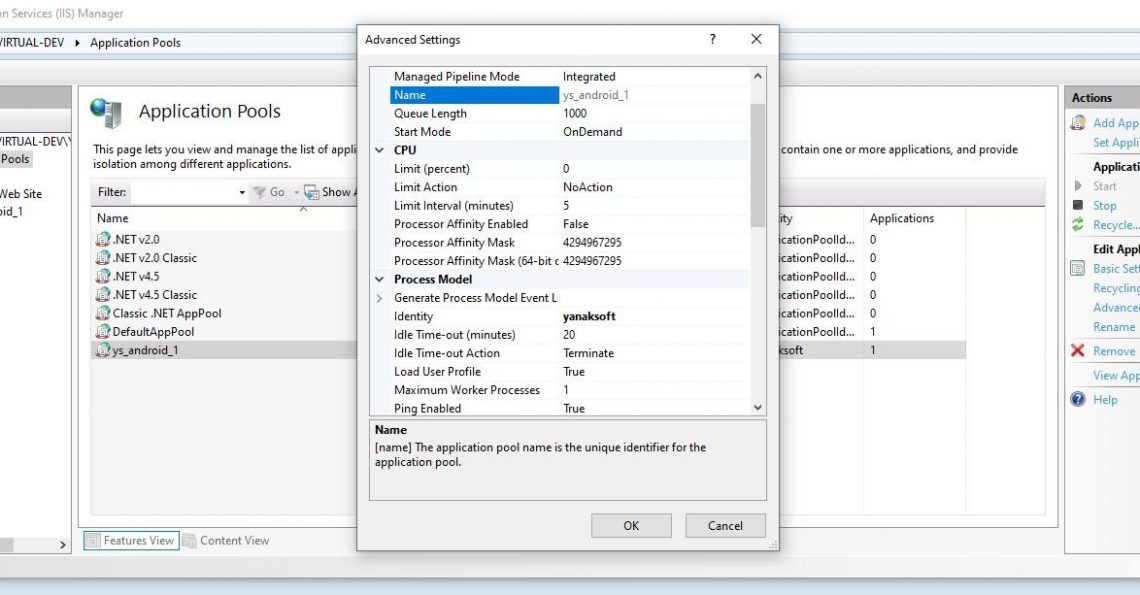 on Services (IIS) Manager
VIRTUAL-DEV ▸ Application Pools
VIRTUAL-DEV\Y
Pools
Web Site
oid_1
Application Pools
This page lets you view and manage the list of appli
contain one or more applications, and provide
isolation among different applications.
Filter:
Go
Show A
Name
ity
Applications
.NET v2.0
icationPoolId...
0
.NET v2.0 Classic
icationPoolId...
0
.NET v4.5
icationPoolId...
0
.NET v4.5 Classic
icationPoolId...
0
Classic .NET AppPool
icationPoolId...
0
DefaultAppPool
icationPoolId...
1
ys_android_1
ksoft
1
Features View
Content View
Advanced Settings
?
Managed Pipeline Mode Integrated
Name ys_android_1
Queue Length 1000
Start Mode OnDemand
CPU
Limit (percent) 0
Limit Action NoAction
Limit Interval (minutes) 5
Processor Affinity Enabled False
Processor Affinity Mask 4294967295
Processor Affinity Mask (64-bit o 4294967295
Process Model
Generate Process Model Event L
Identity yanaksoft
Idle Time-out (minutes) 20
Idle Time-out Action Terminate
Load User Profile True
Maximum Worker Processes 1
Ping Enabled True
Name
[name] The application pool name is the unique identifier for the
application pool.
OK
Cancel
Actions
Add App
Set Appli
Applicati
Start
Stop
Recycle...
Edit Appl
Basic Sett
Recycling
Advanced
Rename
Remove
View App
Help